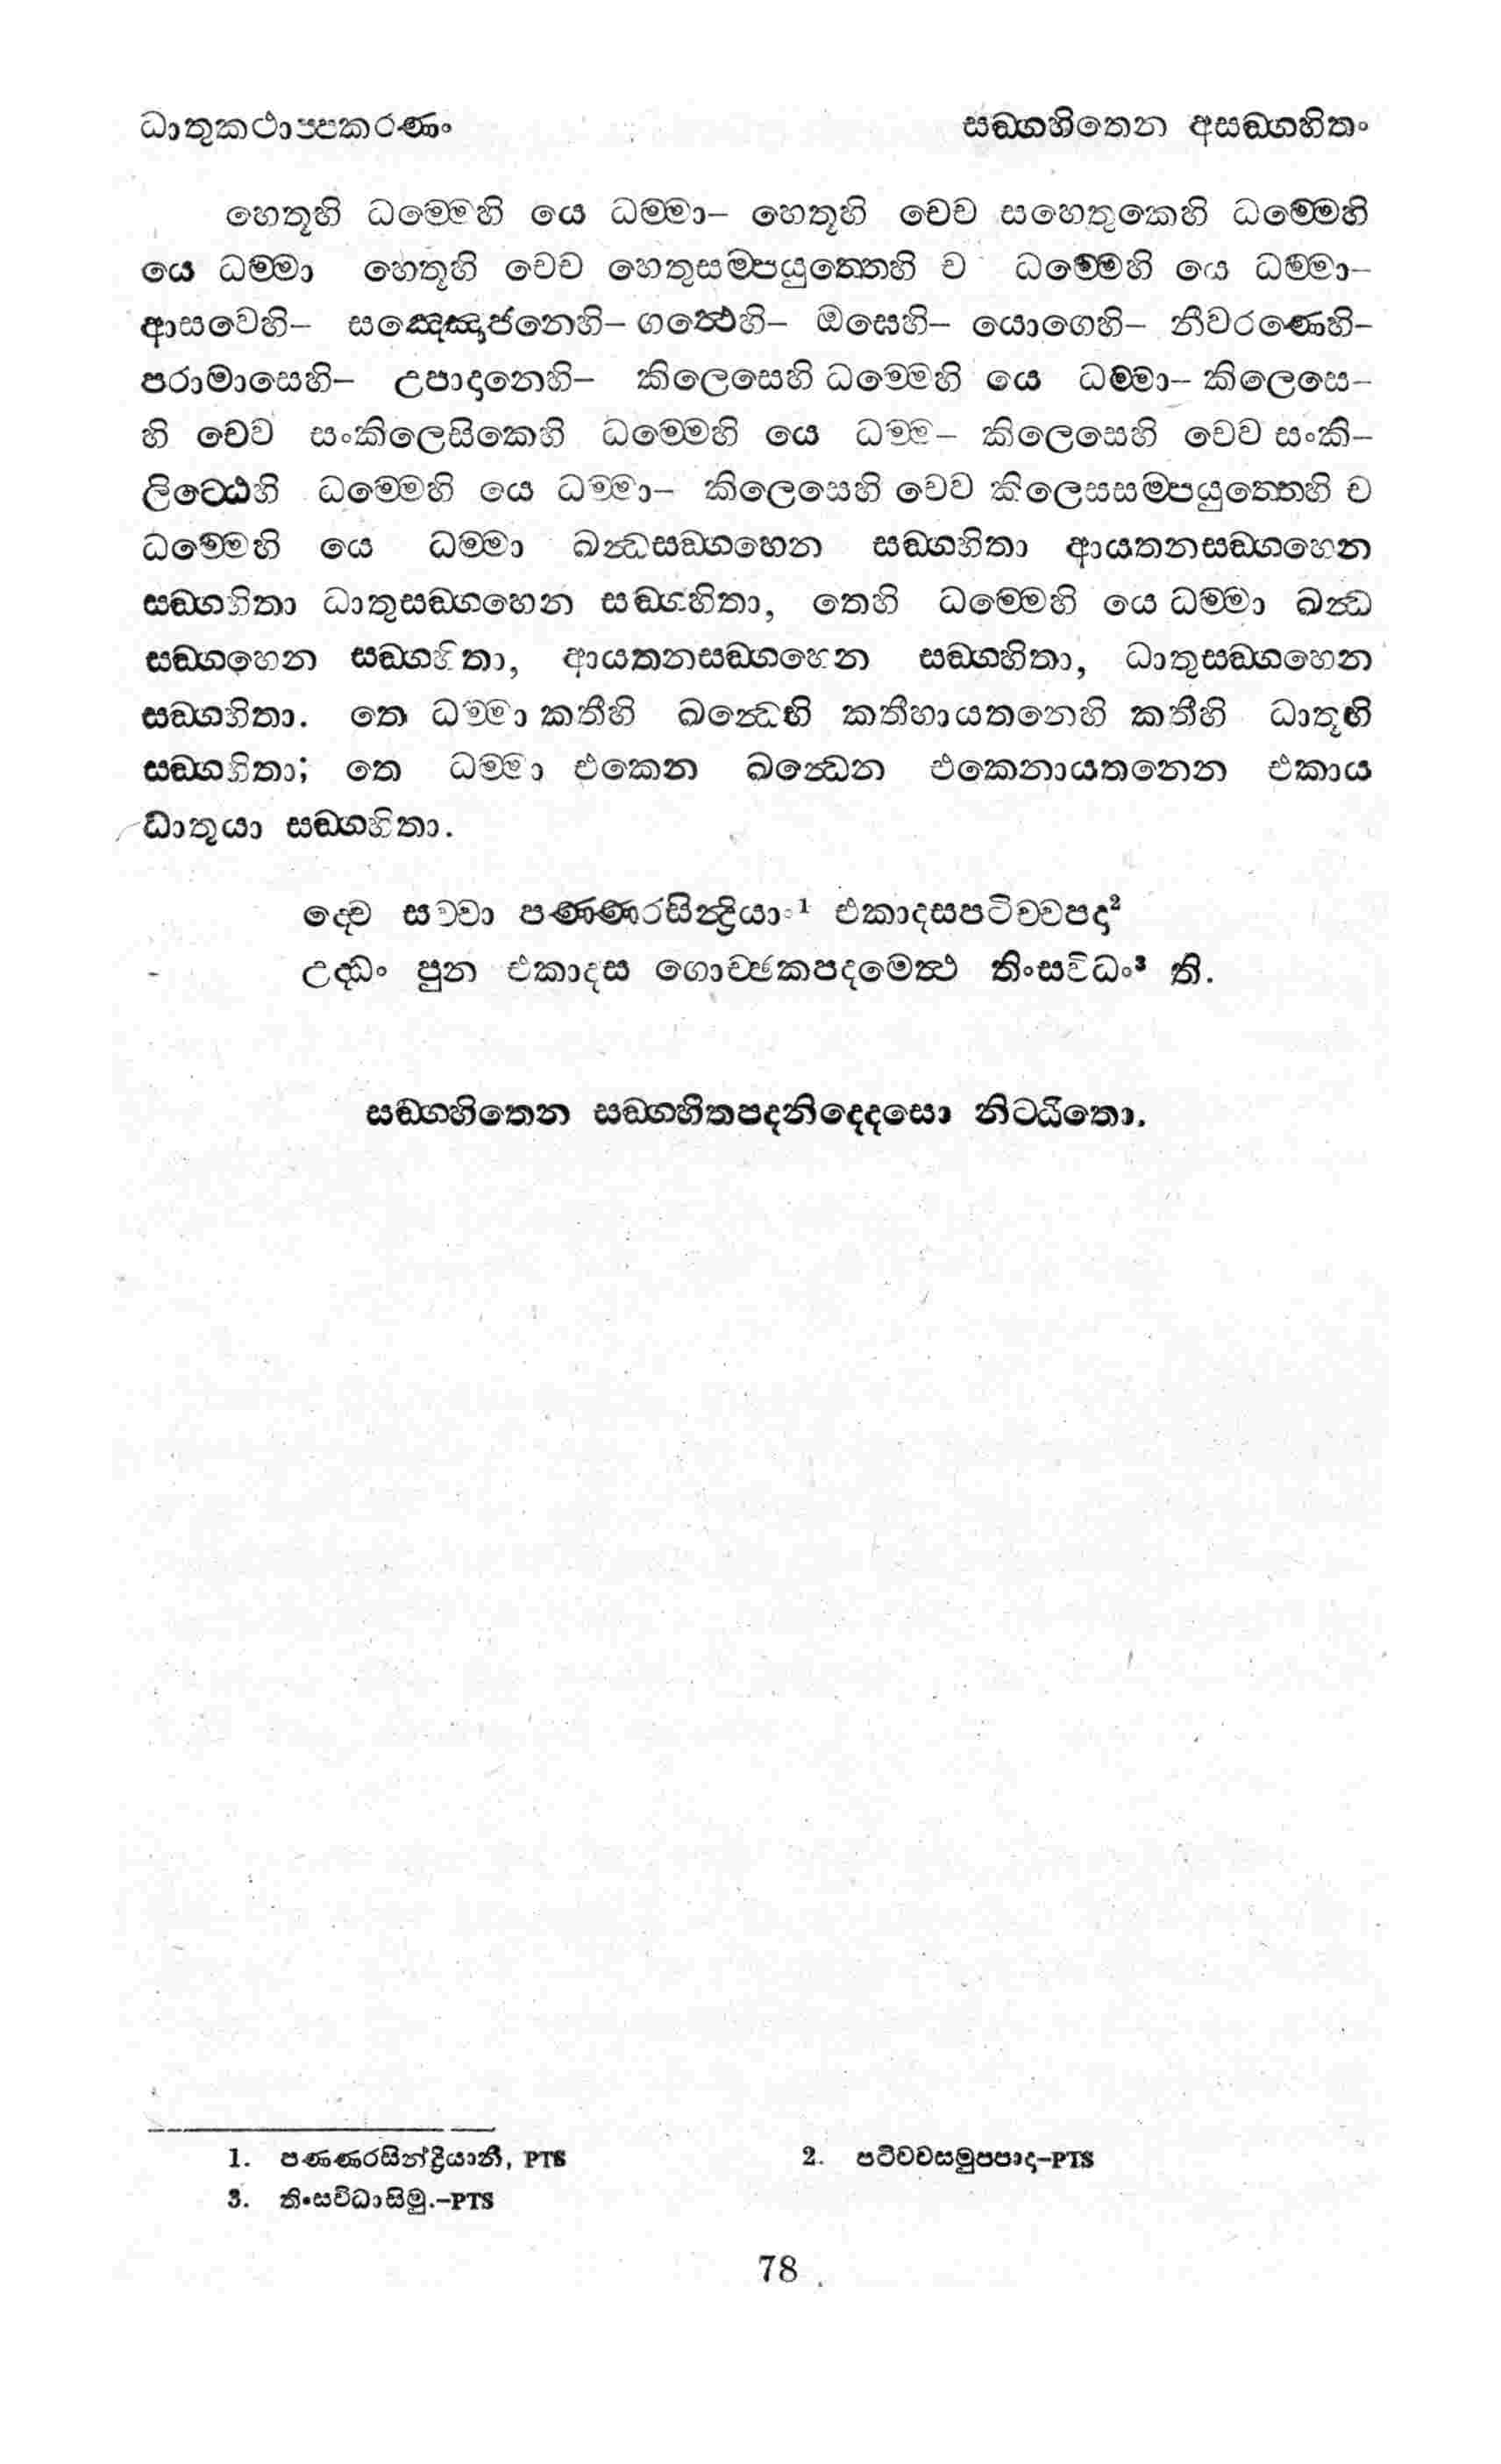 ධාතුකථාප්පකරණං සඞ්ගහිතෙන අසඞ්ගහිතං
හෙතූහි ධම්මෙහි යෙ ධම්මා– හෙතූහි චෙව සහෙතුකෙහි ධම්මෙහි
යෙ ධම්මා හෙතූහි චෙව හෙතුසම්පයුත්තෙහි ච ධම්මෙහි යෙ ධම්මා–
ආසවෙහි– සඤ්ඤොජනෙහි– ගන්ථෙහි– ඔඝෙහි– යොගෙහි– නීවරණෙහි–
පරාමාසෙහි– උපාදානෙහි– කිලෙසෙහි ධම්මෙහි යෙ ධම්මා– කිලෙසෙ–
හි චෙව සංකිලෙසිකෙහි ධම්මෙහි යෙ ධම්ම– කිලෙසෙහි චෙව සංකි–
ලිට්ඨෙහි ධම්මෙහි යෙ ධම්මා– කිලෙසෙහි චෙව කිලෙසසම්පයුත්තෙහි ච
ධම්මෙහි යෙ ධම්මා ඛන්ධසඞ්ගහෙන සඞ්ගහිතා ආයතනසඞ්ගහෙන
සඞ්ගහිතා ධාතුසඞ්ගහෙන සඞ්ගහිතා, තෙහි ධම්මෙහි යෙ ධම්මා ඛන්ධ
සඞ්ගහෙන සඞ්ගහිතා, ආයතනසඞ්ගහෙන සඞ්ගහිතා, ධාතුසඞ්ගහෙන
සඞ්ගහිතා. තෙ ධම්මා කතීහි ඛන්ධෙහි කතීහායතනෙහි කතීහි ධාතූහි
සඞ්ගහිතා; තෙ ධම්මා එකෙන ඛන්ධෙන එකෙනායතනෙන එකාය
ධාතුයා සඞ්ගහිතා.
ද්වෙ සච්චා පණ්ණරසින්ද්‍රියා¹ එකාදසපටිච්චපදා²
උද්ධං පුන එකාදස ගොච්ඡකපදමෙත්ථ තිංසවිධං³ ති.
සඞ්ගහිතෙන සඞ්ගහිතපදනිද්දෙසො නිට්ඨිතො.
1. පණ්ණරසින්ද්‍රියානි, PTS 2. පටිච්චසමුප්පාදා–PTS
3. තිංසවිධා සිමු.–PTS
78